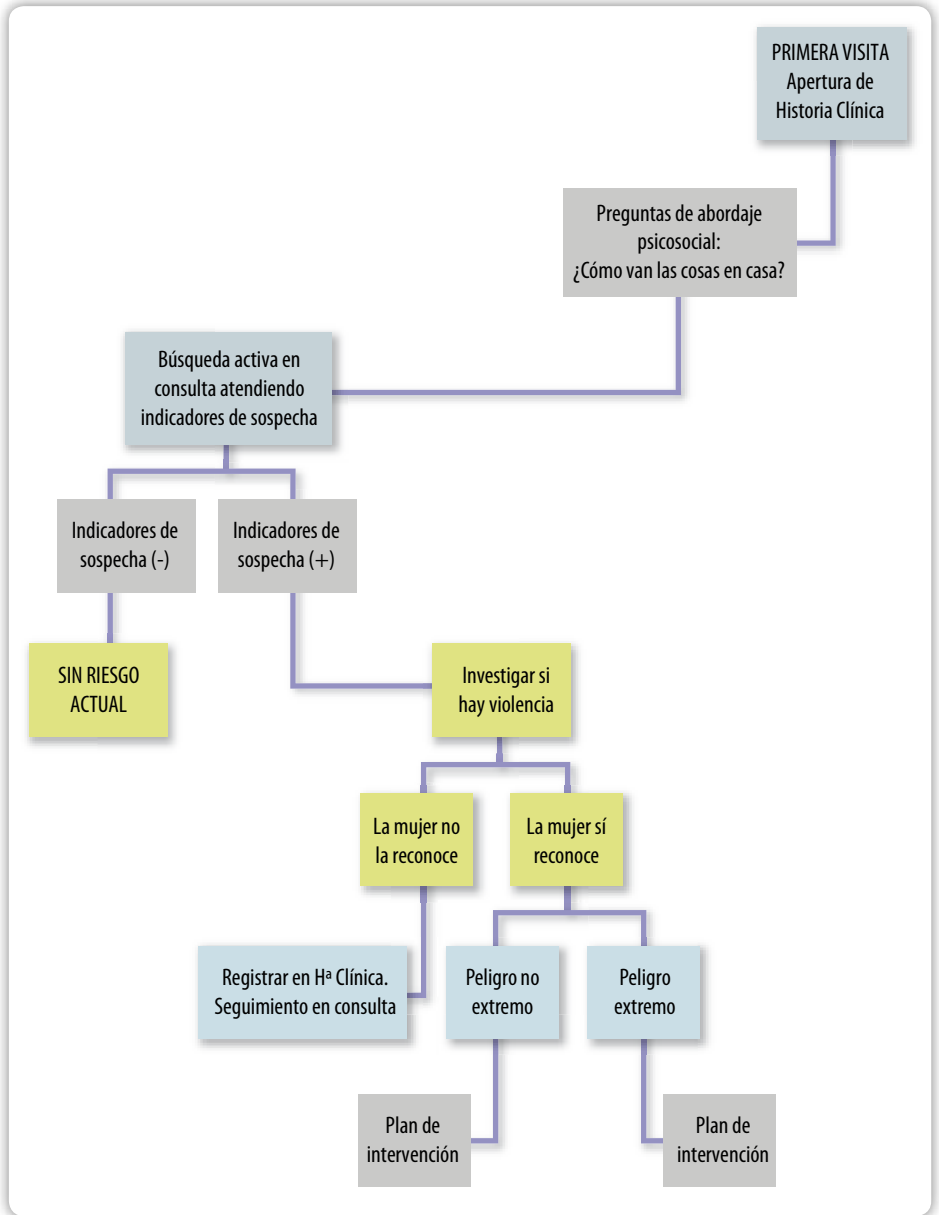 PRIMERA VISITA
Apertura de
Historia Clínica
Preguntas de abordaje
psicosocial:
¿Cómo van las cosas en casa?
Búsqueda activa en
consulta atendiendo
indicadores de sospecha
Indicadores de
sospecha (-)
Indicadores de
sospecha (+)
SIN RIESGO
ACTUAL
Investigar si
hay violencia
La mujer no
la reconoce
La mujer sí
reconoce
Registrar en Hª Clínica.
Seguimiento en consulta
Peligro no
extremo
Peligro
extremo
Plan de
intervención
Plan de
intervención